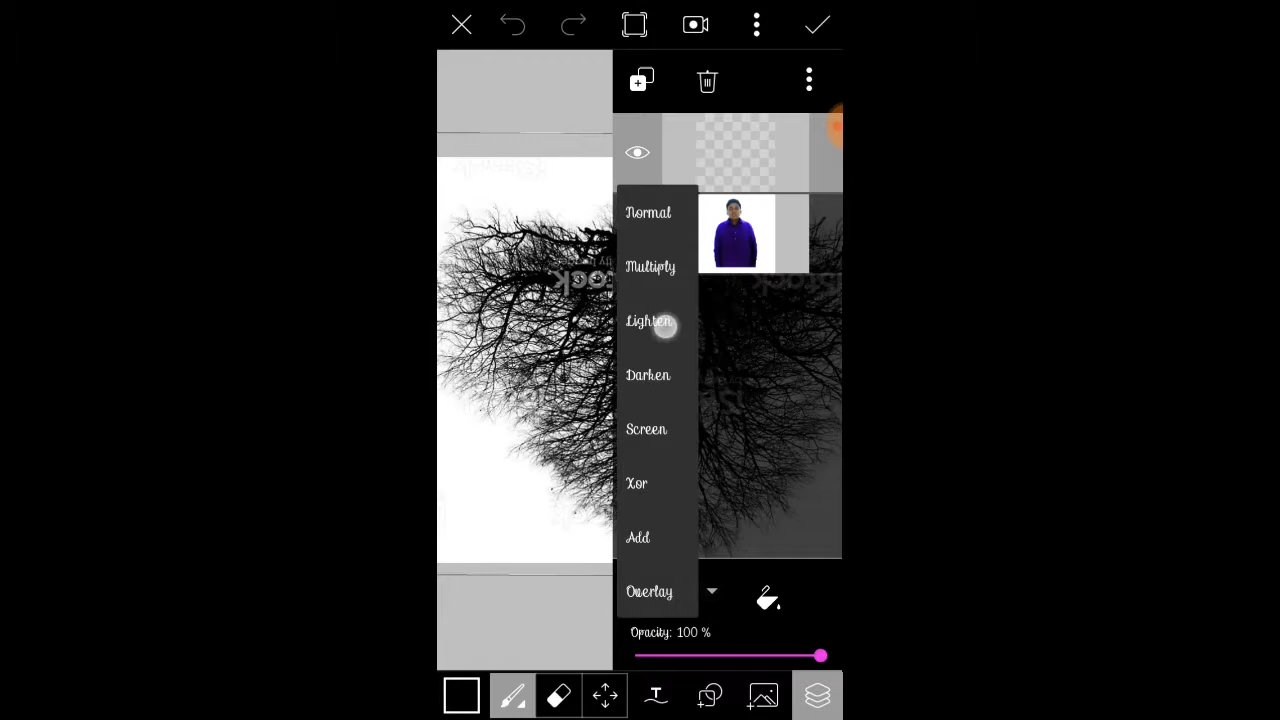 Normal
Multiply
Lighten
Darken
Screen
Xor
Add
Overlay
Opacity: 100 %